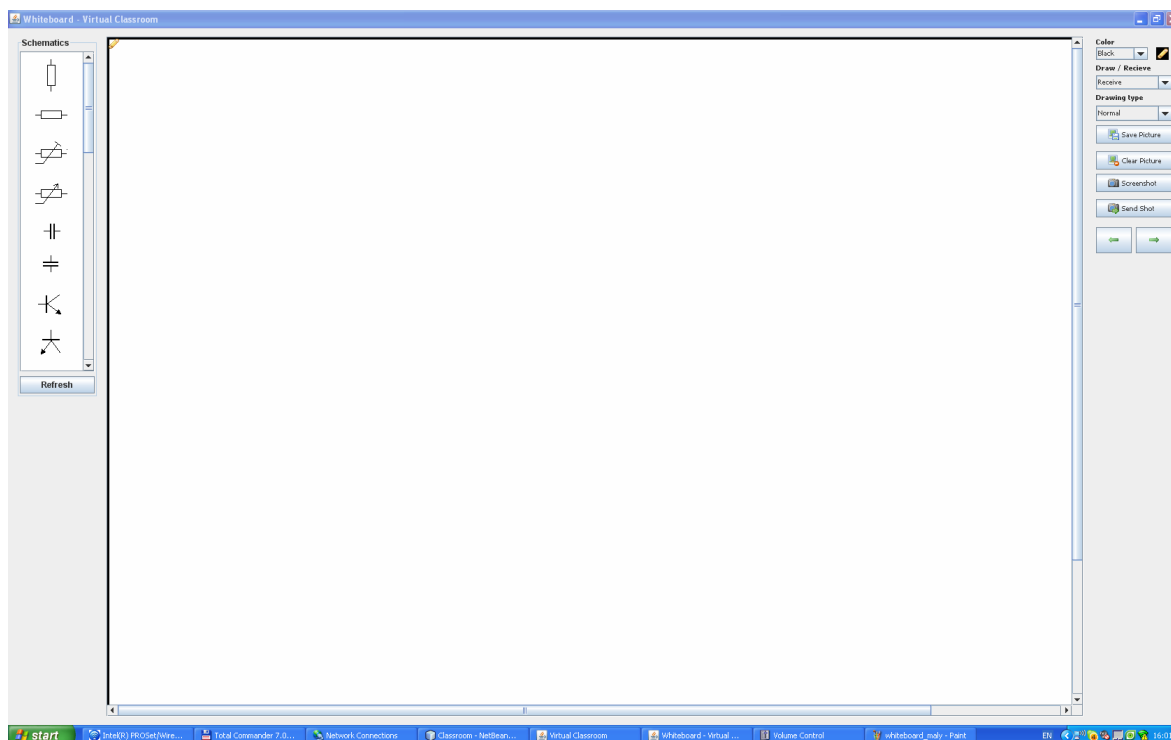 Whiteboard - Virtual Classroom
Schematics
Refresh
Color
Black
Draw / Recieve
Receive
Drawing type
Normal
Save Picture
Clear Picture
Screenshot
Send Shot
start
Intel(R) PROSet/Wire...
Total Commander 7.0...
Network Connections
Classroom - NetBean...
Virtual Classroom
Whiteboard - Virtual ...
Volume Control
whiteboard_maly - Paint
EN
16:01